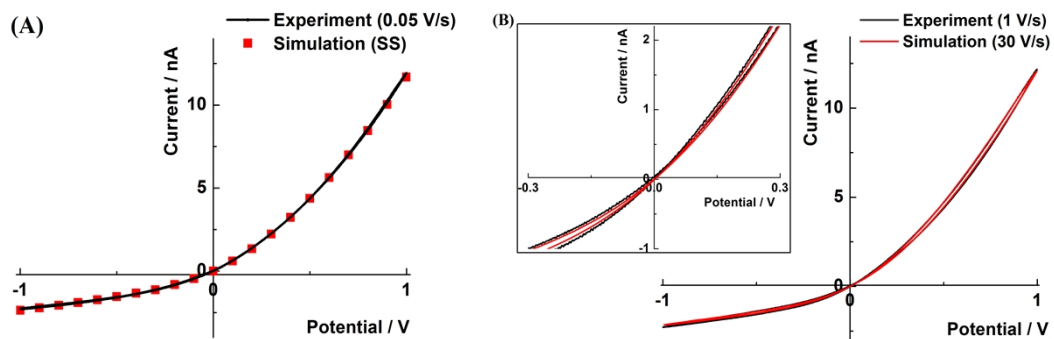 (A)
Experiment (0.05 V/s)
Simulation (SS)
Current / nA
10
5
0
-1
0
1
Potential / V
(B)
Experiment (1 V/s)
Simulation (30 V/s)
Current / nA
10
5
0
-1
0
1
Potential / V
Current / nA
2
1
0
-1
-0.3
0.0
0.3
Potential / V